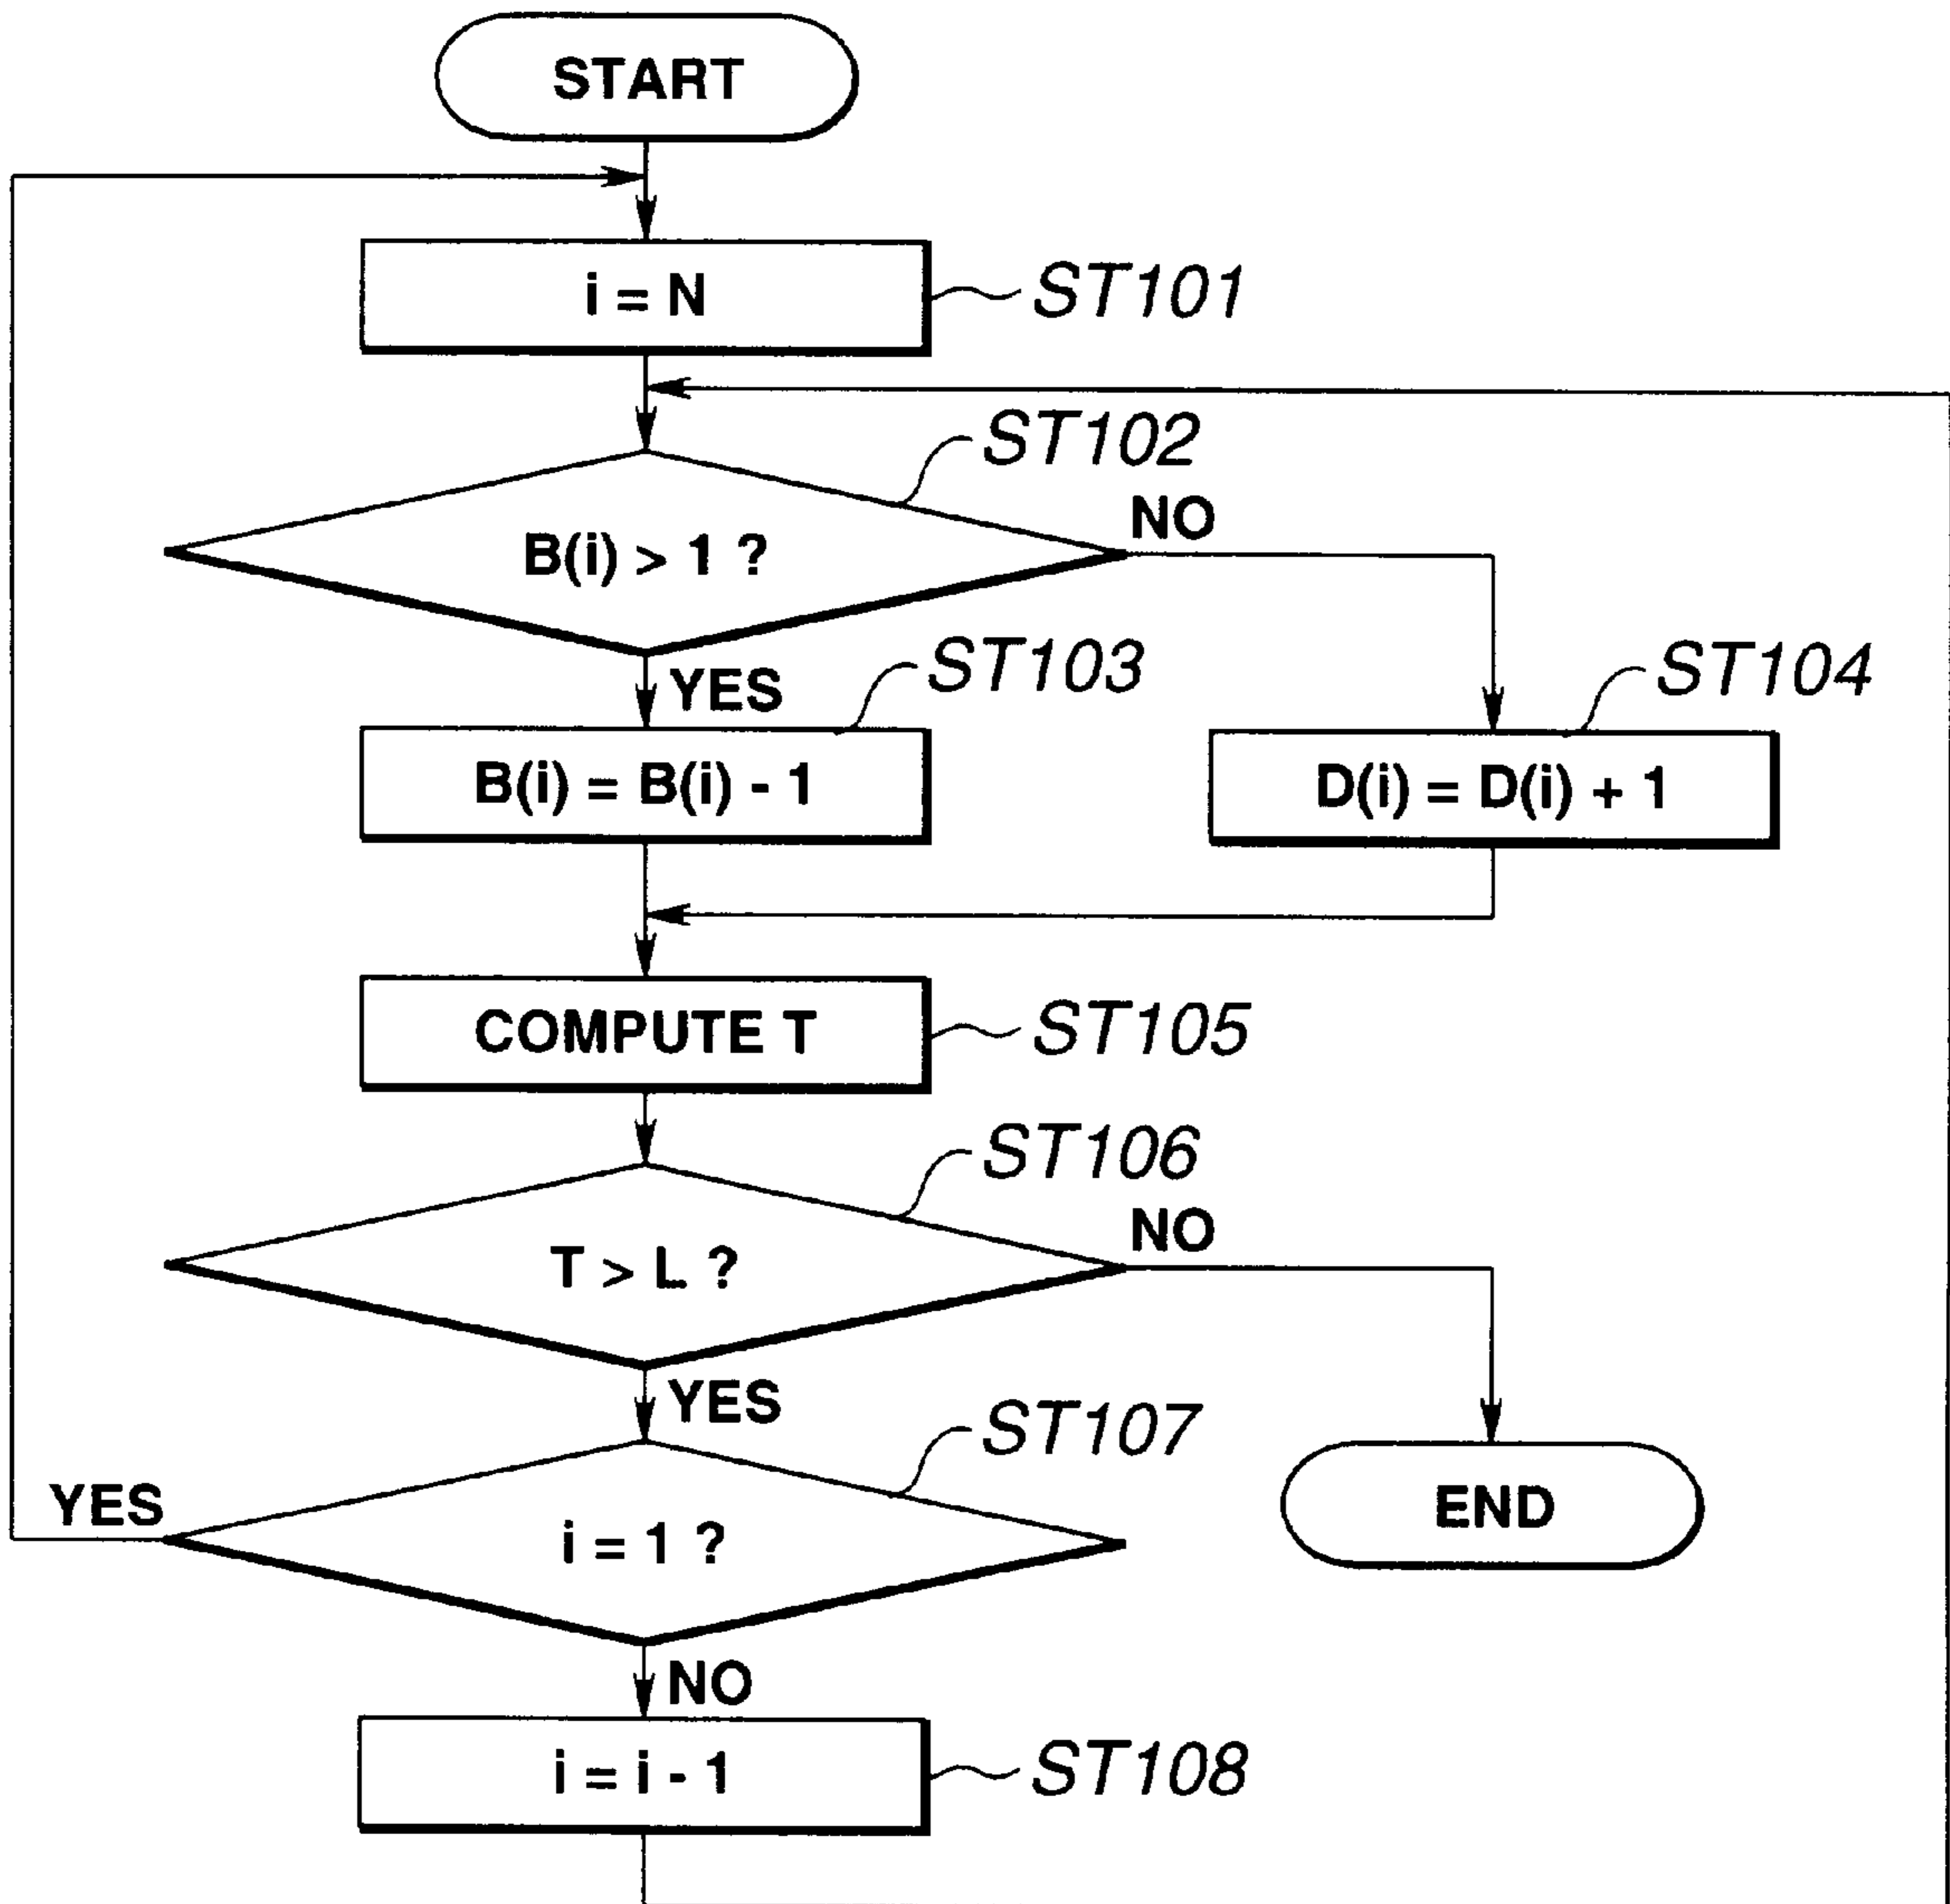 START
i = N
ST101
ST102
B(i) > 1 ?
NO
YES
ST103
ST104
B(i) = B(i) - 1
D(i) = D(i) + 1
COMPUTE T
ST105
ST106
T > L ?
NO
YES
ST107
YES
i = 1 ?
END
NO
i = i - 1
ST108